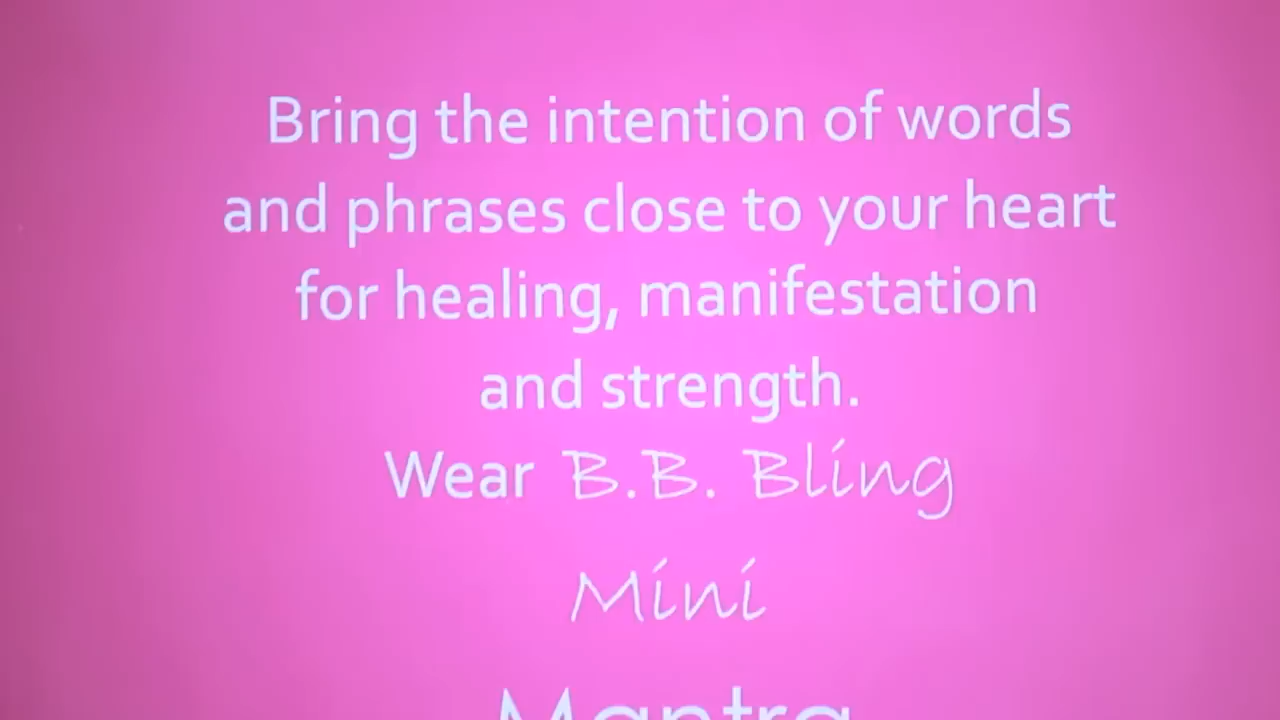 Bring the intention of words
and phrases close to your heart
for healing, manifestation
and strength.
Wear B.B. Bling
Mini
Mantra